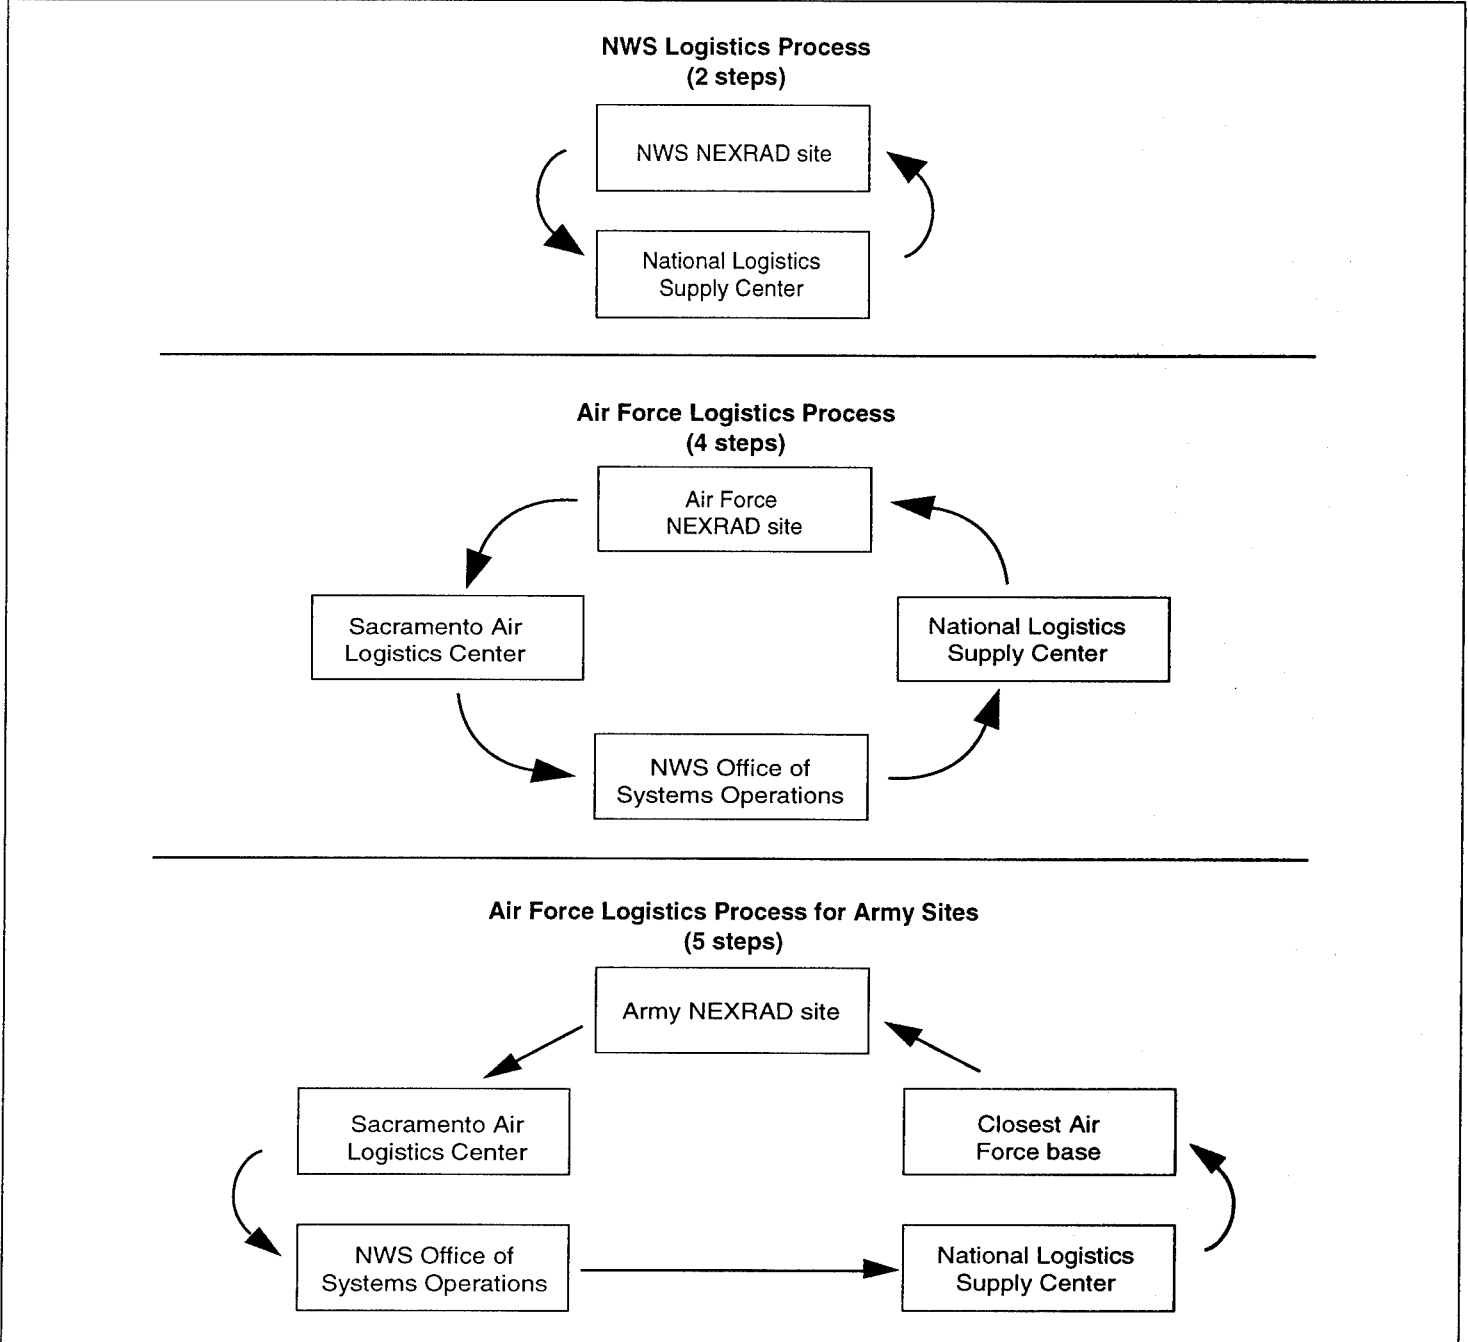 NWS Logistics Process
(2 steps)
NWS NEXRAD site
National Logistics
Supply Center
Air Force Logistics Process
(4 steps)
Air Force
NEXRAD site
Sacramento Air
Logistics Center
National Logistics
Supply Center
NWS Office of
Systems Operations
Air Force Logistics Process for Army Sites
(5 steps)
Army NEXRAD site
Sacramento Air
Logistics Center
Closest Air
Force base
NWS Office of
Systems Operations
National Logistics
Supply Center